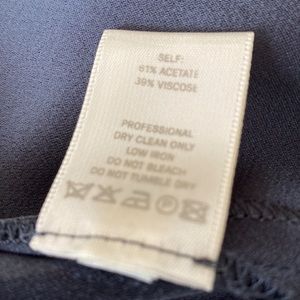 SELF:
61% ACETATE
39% VISCOSE
PROFESSIONAL
DRY CLEAN ONLY
LOW IRON
DO NOT BLEACH
DO NOT TUMBLE DRY